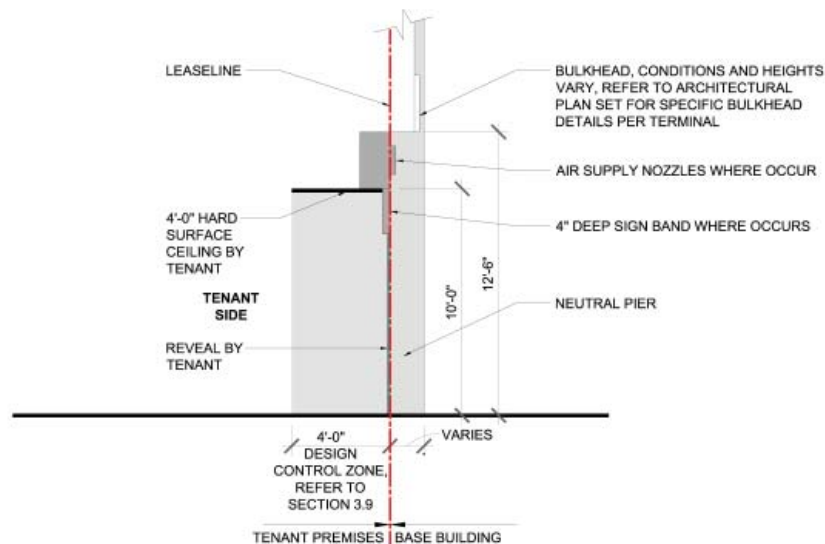 LEASELINE
BULKHEAD, CONDITIONS AND HEIGHTS
VARY, REFER TO ARCHITECTURAL
PLAN SET FOR SPECIFIC BULKHEAD
DETAILS PER TERMINAL
AIR SUPPLY NOZZLES WHERE OCCUR
4'-0" HARD
SURFACE
CEILING BY
TENANT
4" DEEP SIGN BAND WHERE OCCURS
TENANT
SIDE
10'-0"
12'-6"
NEUTRAL PIER
REVEAL BY
TENANT
4'-0"
DESIGN
CONTROL ZONE,
REFER TO
SECTION 3.9
VARIES
TENANT PREMISES
BASE BUILDING